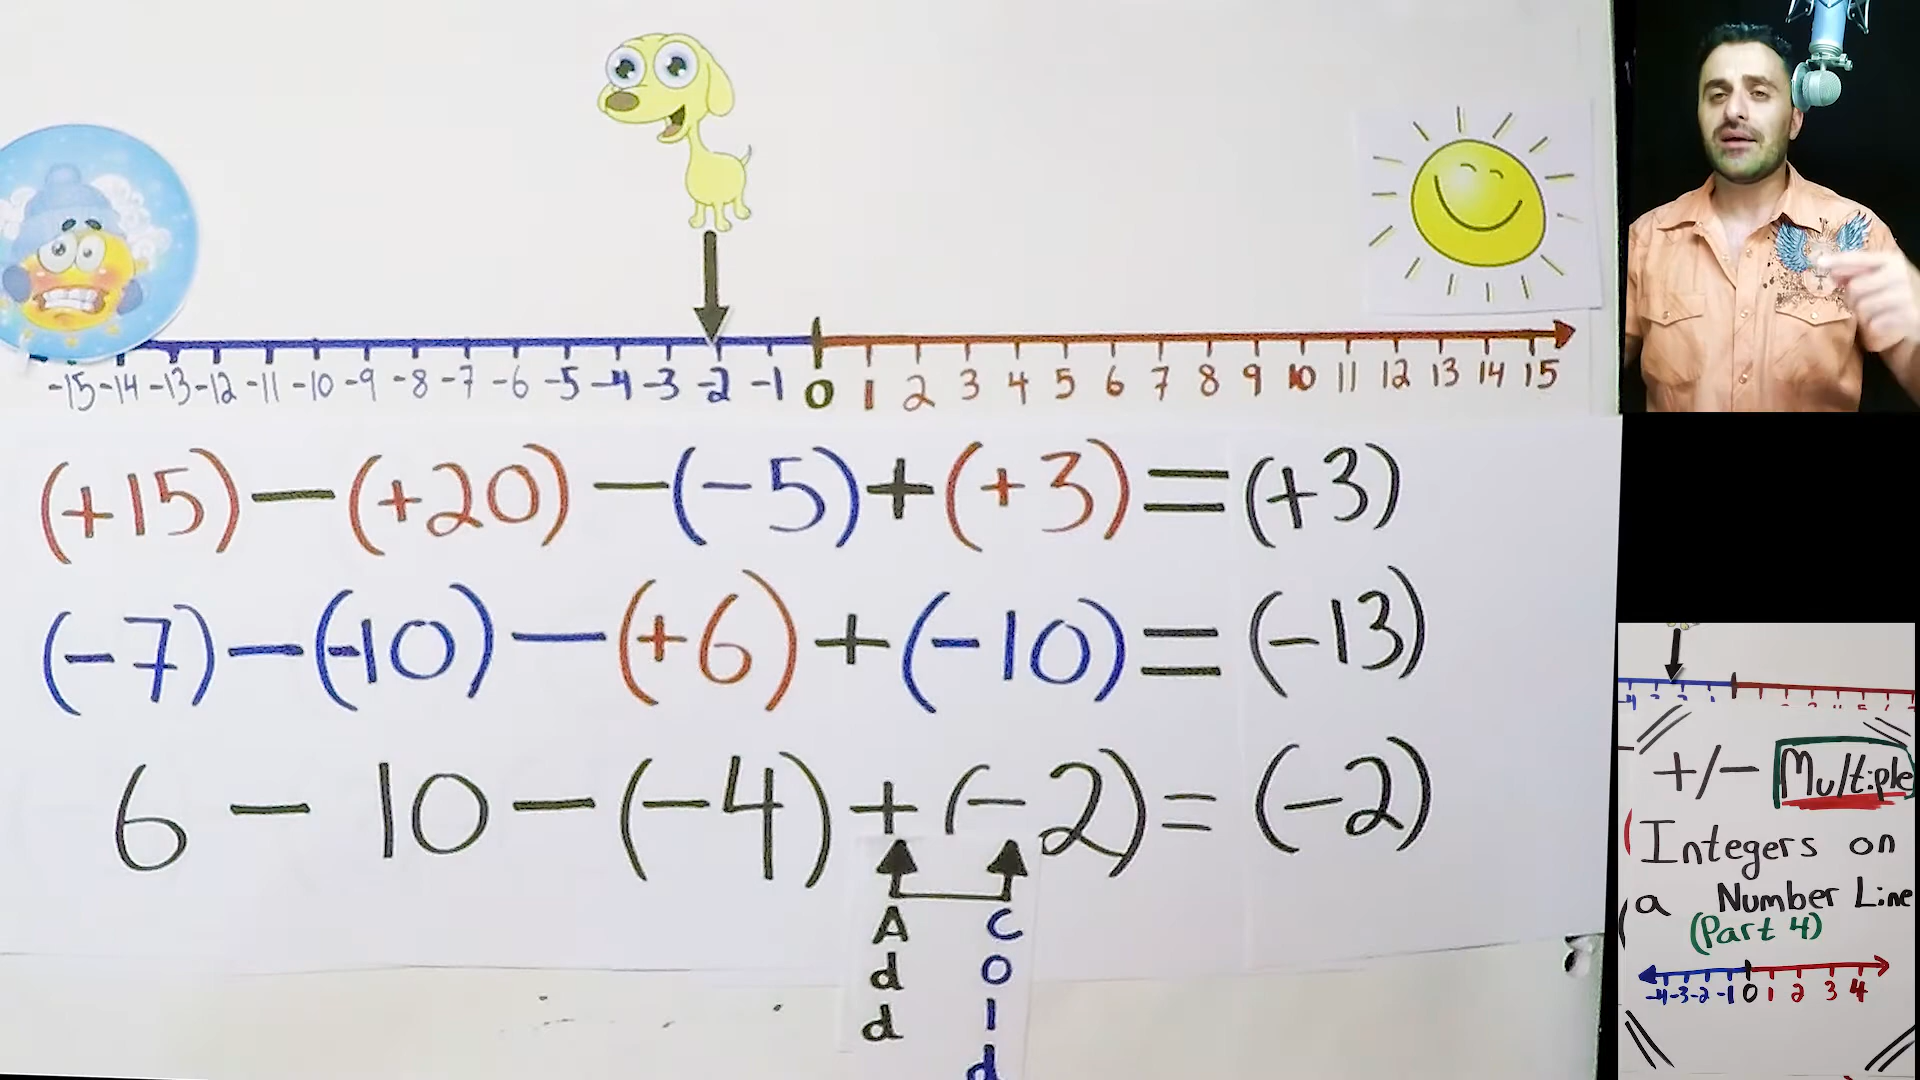 -15 -14 -13 -12 -11 -10 -9 -8 -7 -6 -5 -4 -3 -2 -1 0 1 2 3 4 5 6 7 8 9 10 11 12 13 14 15
(+15) - (+20) - (-5) + (+3) = (+3)
(-7) - (-10) - (+6) + (-10) = (-13)
6 - 10 - (-4) + (-2) = (-2)
Add
Cold
+/- Multiple
Integers on
a Number Line
(Part 4)
-4 -3 -2 -1 0 1 2 3 4